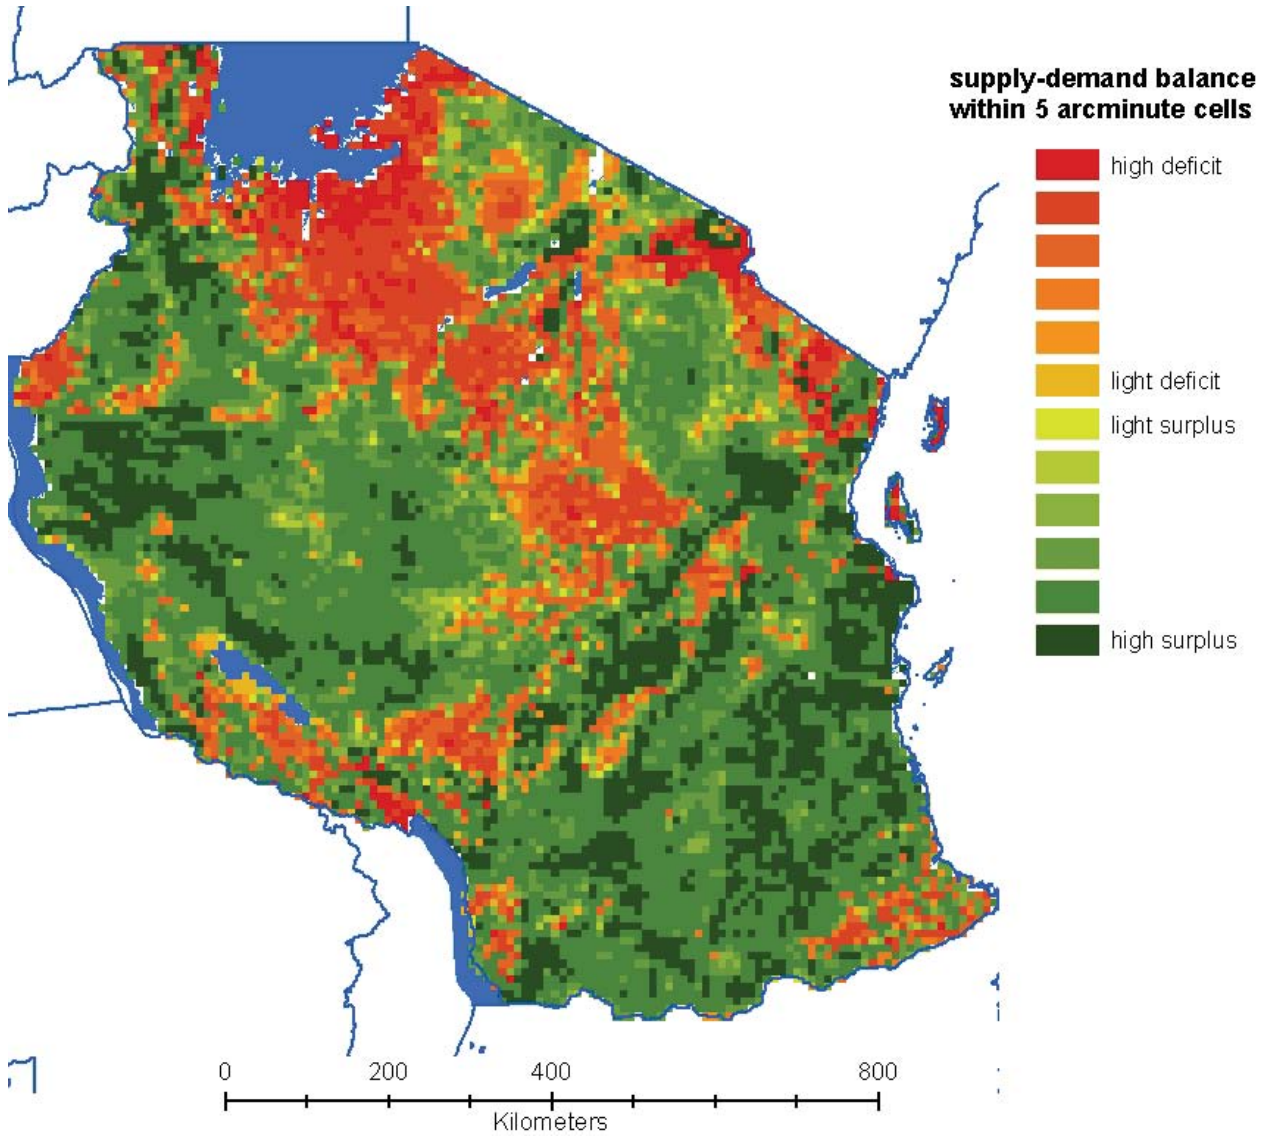 supply-demand balance
within 5 arcminute cells
high deficit
light deficit
light surplus
high surplus
0 200 400 800
Kilometers